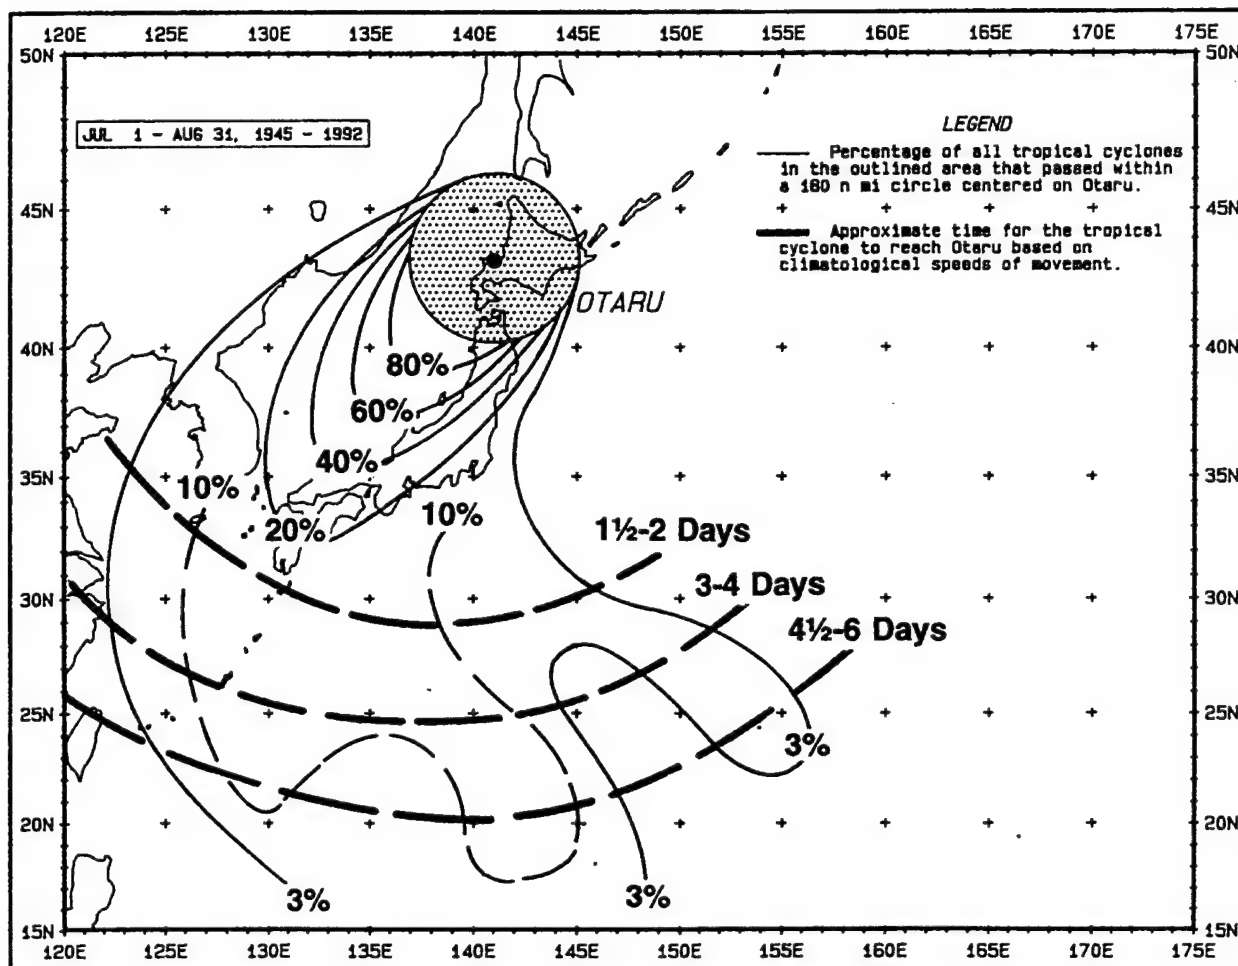 120E 125E 130E 135E 140E 145E 150E 155E 160E 165E 170E 175E
50N 50N
JUL 1 - AUG 31, 1945 - 1992
LEGEND
Percentage of all tropical cyclones
in the outlined area that passed within
a 180 n mi circle centered on Otaru.
Approximate time for the tropical
cyclone to reach Otaru based on
climatological speeds of movement.
45N 45N
OTARU
40N 40N
80%
60%
40%
35N 35N
10%
20%
10%
1½-2 Days
3-4 Days
30N 30N
4½-6 Days
25N 25N
3%
20N 20N
3%
3%
15N 15N
120E 125E 130E 135E 140E 145E 150E 155E 160E 165E 170E 175E